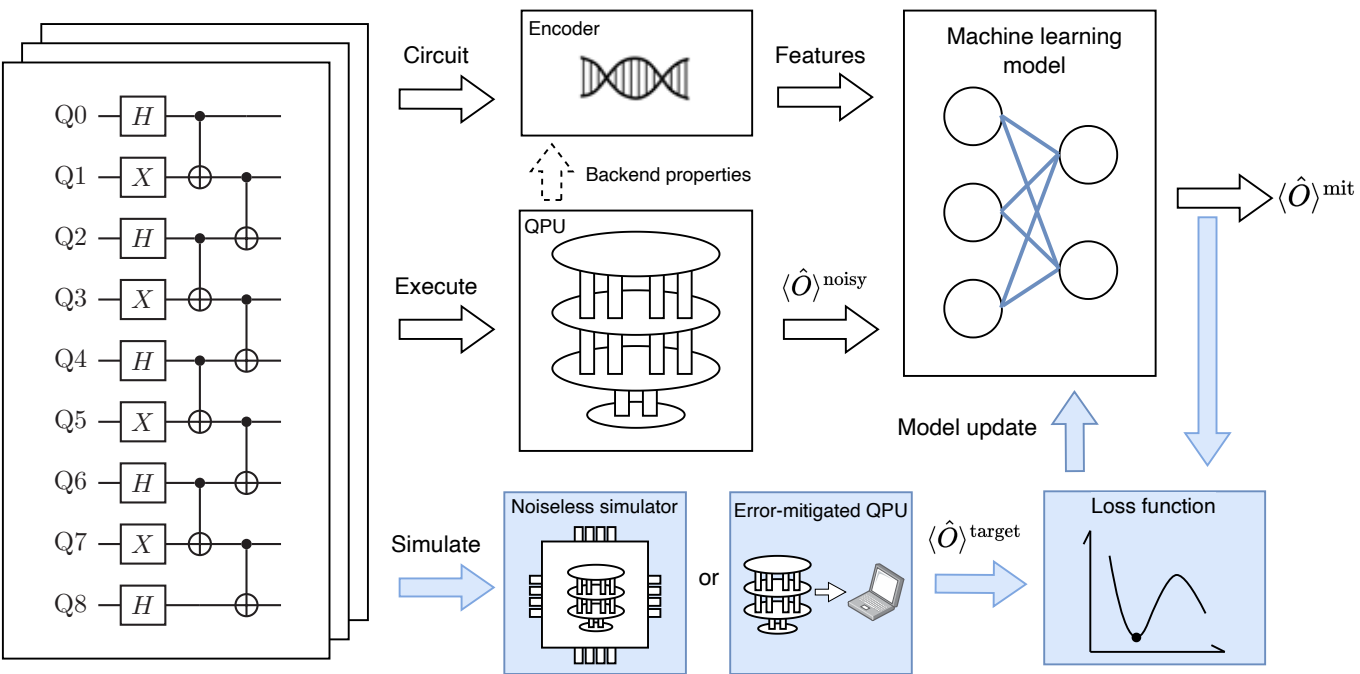 Q0 H
Q1 X
Q2 H
Q3 X
Q4 H
Q5 X
Q6 H
Q7 X
Q8 H
Circuit
Encoder
Features
Machine learning
model
Backend properties
QPU
Execute
⟨Ô⟩^noisy
⟨Ô⟩^mit
Model update
Simulate
Noiseless simulator
or
Error-mitigated QPU
⟨Ô⟩^target
Loss function